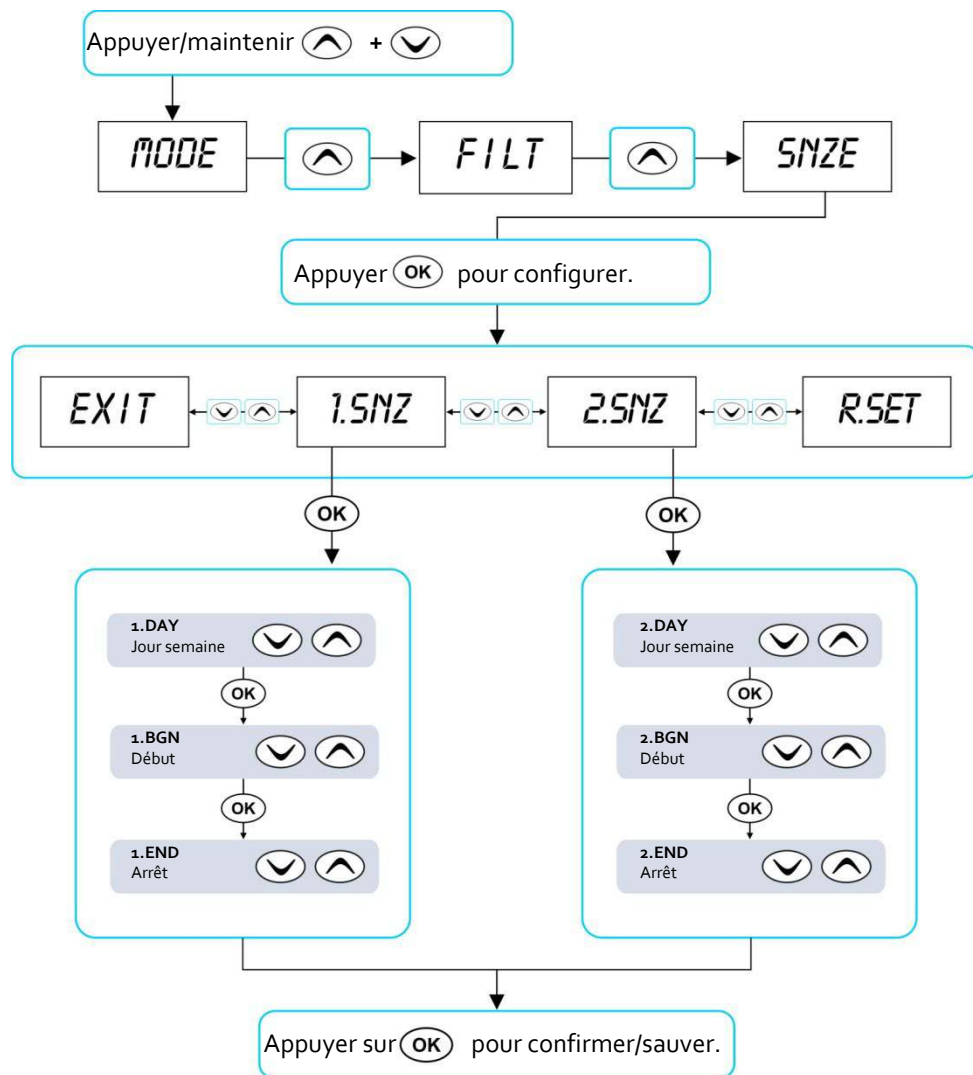 Appuyer/maintenir +
MODE FILT SNZE
Appuyer OK pour configurer.
EXIT 1.SNZ 2.SNZ R.SET
OK OK
1.DAY
Jour semaine
OK
1.BGN
Début
OK
1.END
Arrêt
2.DAY
Jour semaine
OK
2.BGN
Début
OK
2.END
Arrêt
Appuyer sur OK pour confirmer/sauver.